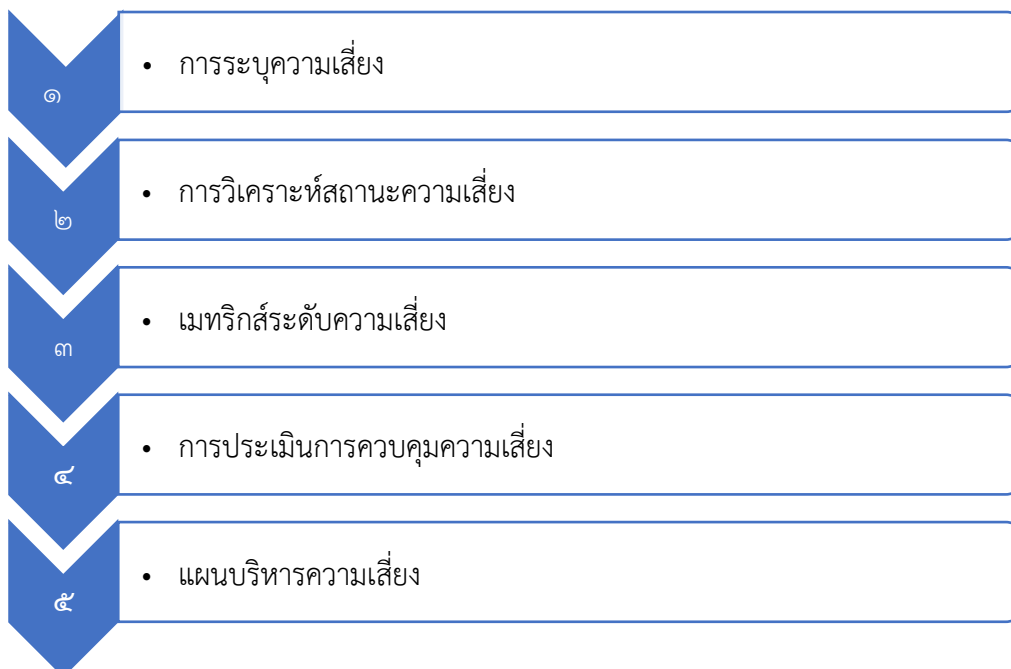 ๑
• การระบุความเสี่ยง
๒
• การวิเคราะห์สถานะความเสี่ยง
๓
• เมทริกส์ระดับความเสี่ยง
๔
• การประเมินการควบคุมความเสี่ยง
๕
• แผนบริหารความเสี่ยง